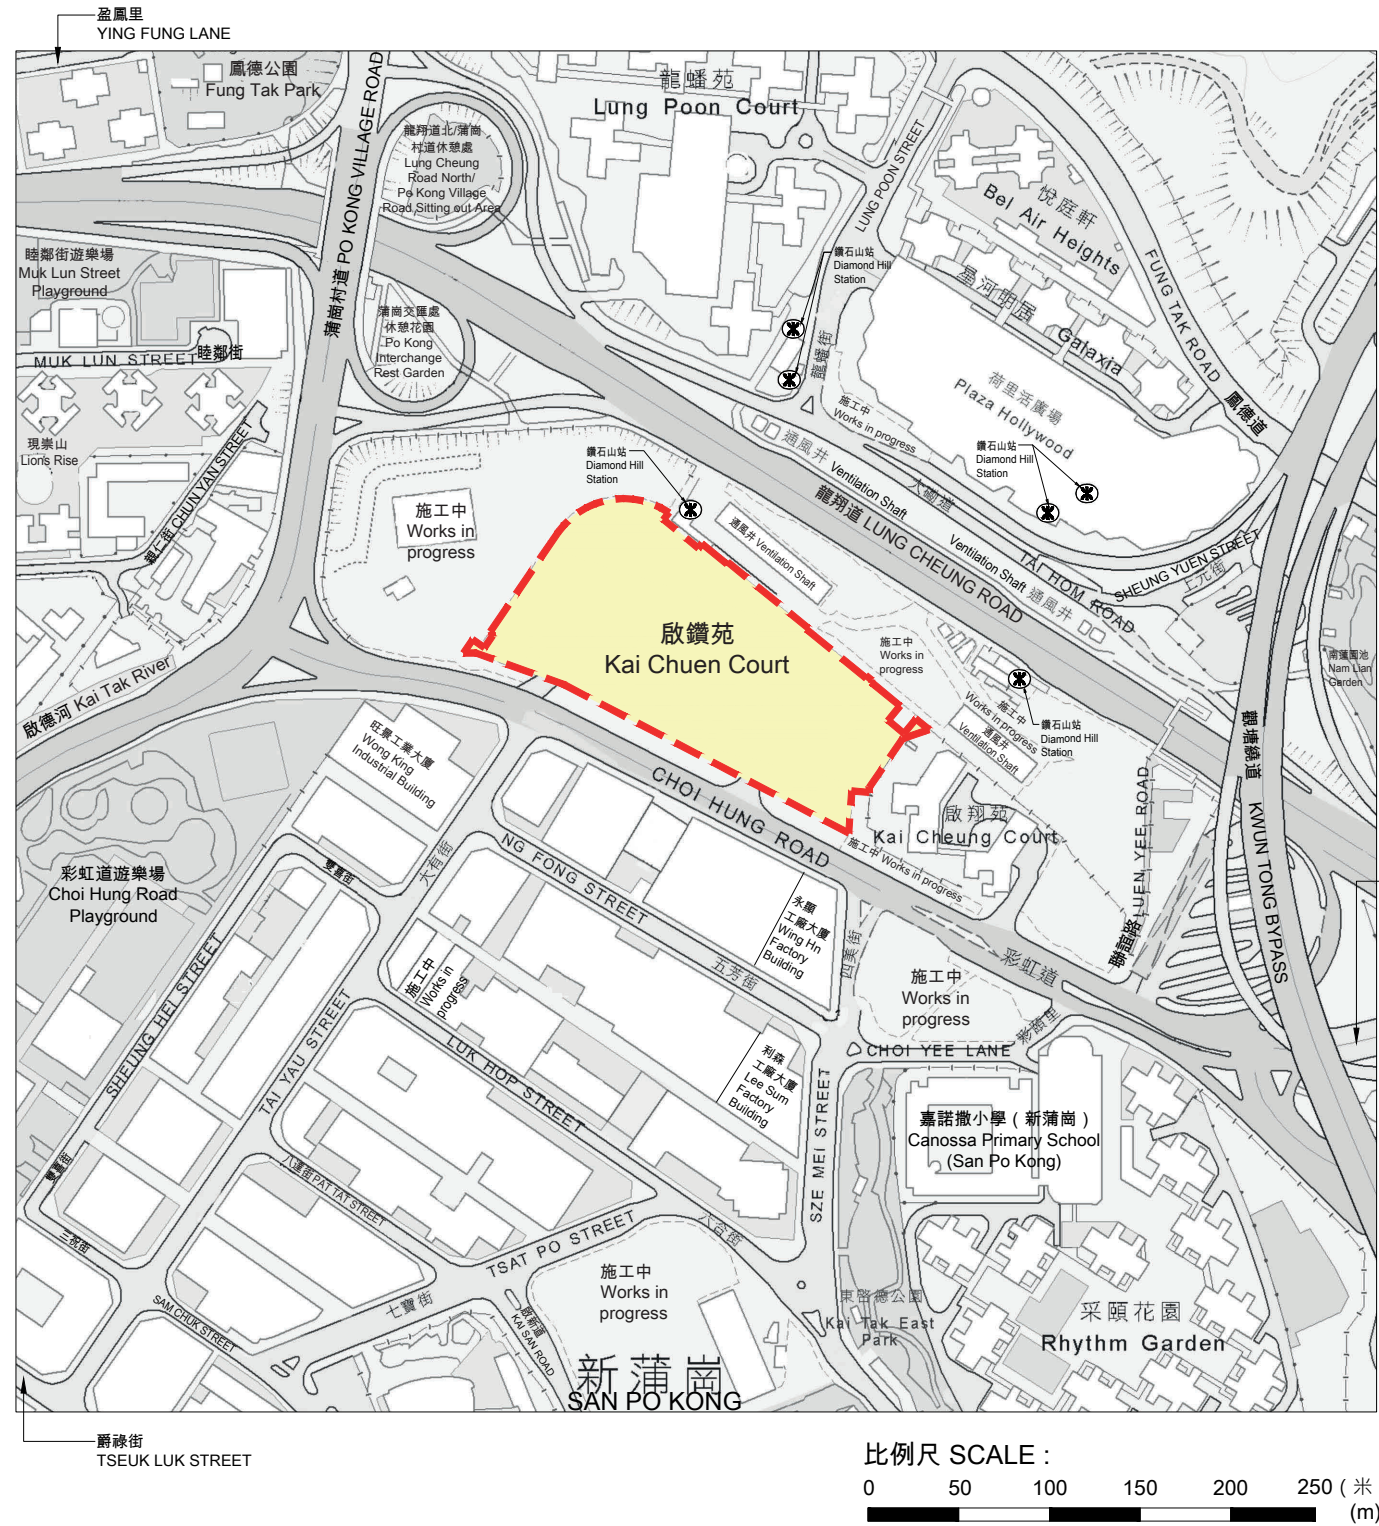 盈鳳里
YING FUNG LANE
鳳德公園
Fung Tak Park
蒲崗村道 PO KONG VILLAGE ROAD
龍翔道北/蒲崗
村道休憩處
Lung Cheung
Road North/
Po Kong Village
Road Sitting out Area
龍蟠苑
Lung Poon Court
LUNG POON STREET
龍蟠街
悅庭軒
Bel Air Heights
星河明居
Galaxia
FUNG TAK ROAD 鳳德道
睦鄰街遊樂場
Muk Lun Street
Playground
MUK LUN STREET 睦鄰街
蒲崗交匯處
休憩花園
Po Kong
Interchange
Rest Garden
鑽石山站
Diamond Hill
Station
荷里活廣場
Plaza Hollywood
施工中
Works in progress
鑽石山站
Diamond Hill
Station
現崇山
Lion's Rise
親仁街 CHUN YAN STREET
施工中
Works in
progress
鑽石山站
Diamond Hill
Station
通風井 Ventilation Shaft
大磡道
TAI HOM ROAD
龍翔道 LUNG CHEUNG ROAD
Ventilation Shaft 通風井
SHEUNG YUEN STREET
上元街
通風井 Ventilation Shaft
啟鑽苑
Kai Chuen Court
施工中
Works in
progress
施工中
Works in progress
通風井
Ventilation Shaft
鑽石山站
Diamond Hill
Station
南蓮園池
Nam Lian
Garden
觀塘繞道
KWUN TONG BYPASS
啟德河 Kai Tak River
旺景工業大廈
Wong King
Industrial Building
CHOI HUNG ROAD
彩虹道
啟翔苑
Kai Cheung Court
施工中 Works in progress
聯誼路 LUEN YEE ROAD
彩虹道遊樂場
Choi Hung Road
Playground
雙喜街
大有街
NG FONG STREET
五芳街
永顯
工廠大廈
Wing Hn
Factory
Building
四美街
施工中
Works in
progress
施工中
Works in
progress
彩頤里
CHOI YEE LANE
SHEUNG HEI STREET
TAI YAU STREET
LUK HOP STREET
利森
工廠大廈
Lee Sum
Factory
Building
SZE MEI STREET
嘉諾撒小學（新蒲崗）
Canossa Primary School
(San Po Kong)
雙喜街
三祝街
八達街 PAT TAT STREET
六合街
TSAT PO STREET
七寶街
SAM CHUK STREET
啟新道
KAI SAN ROAD
施工中
Works in
progress
東啓德公園
Kai Tak East
Park
采頤花園
Rhythm Garden
新蒲崗
SAN PO KONG
爵祿街
TSEUK LUK STREET
比例尺 SCALE :
0 50 100 150 200 250 (米
(m)